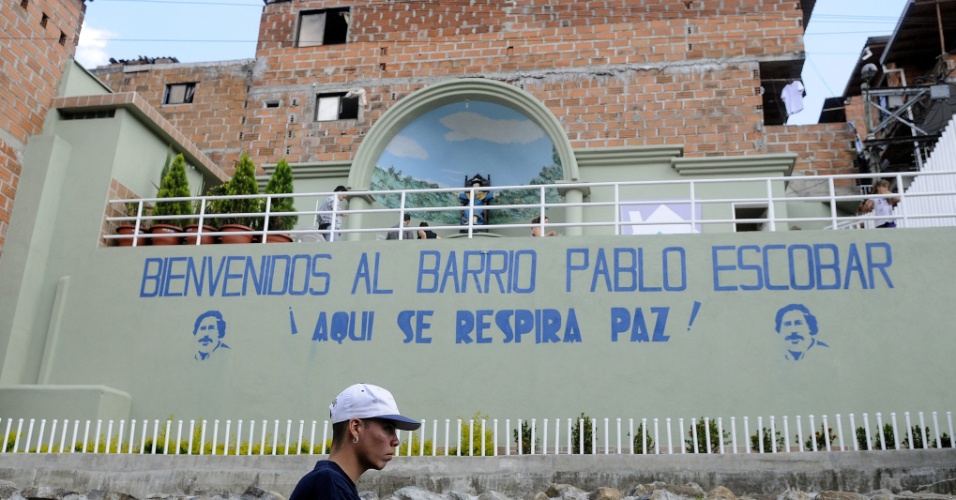 BIENVENIDOS AL BARRIO PABLO ESCOBAR
¡ AQUI SE RESPIRA PAZ !